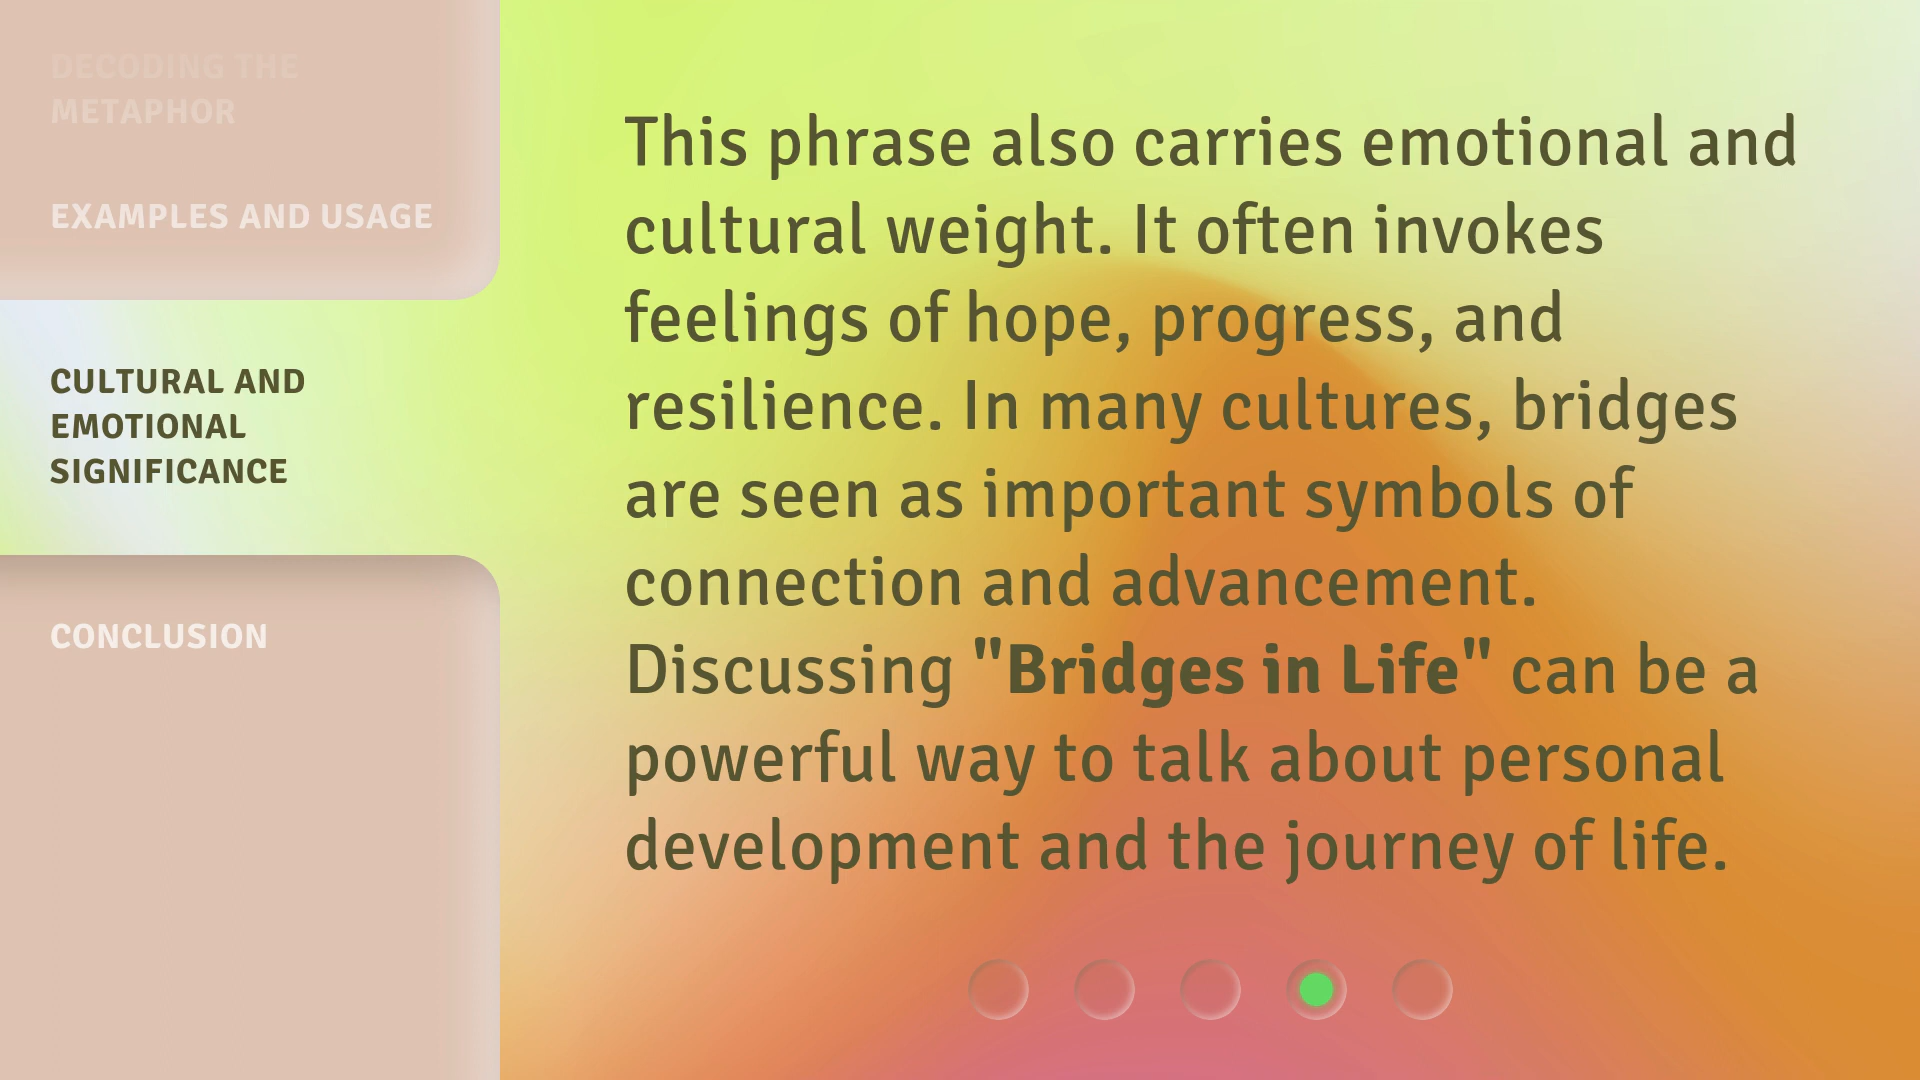 DECODING THE
METAPHOR
EXAMPLES AND USAGE
CULTURAL AND
EMOTIONAL
SIGNIFICANCE
CONCLUSION
This phrase also carries emotional and
cultural weight. It often invokes
feelings of hope, progress, and
resilience. In many cultures, bridges
are seen as important symbols of
connection and advancement.
Discussing "Bridges in Life" can be a
powerful way to talk about personal
development and the journey of life.